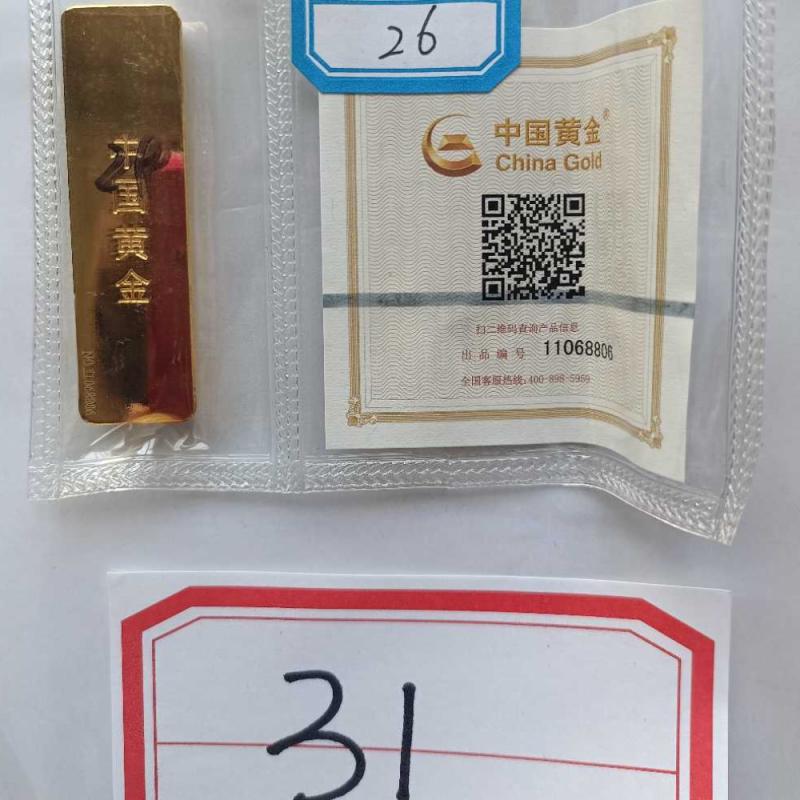 中国黄金
26
中国黄金®
China Gold
扫二维码查询产品信息
出品编号 11068806
全国客服热线:400-898-5959
31